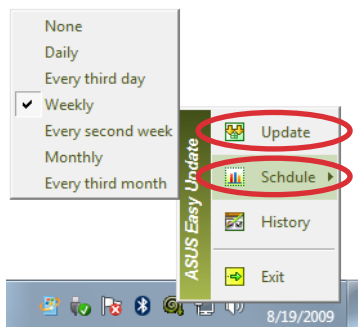 None
Daily
Every third day
Weekly
Every second week
Monthly
Every third month
ASUS Easy Update
Update
Schdule
History
Exit
8/19/2009